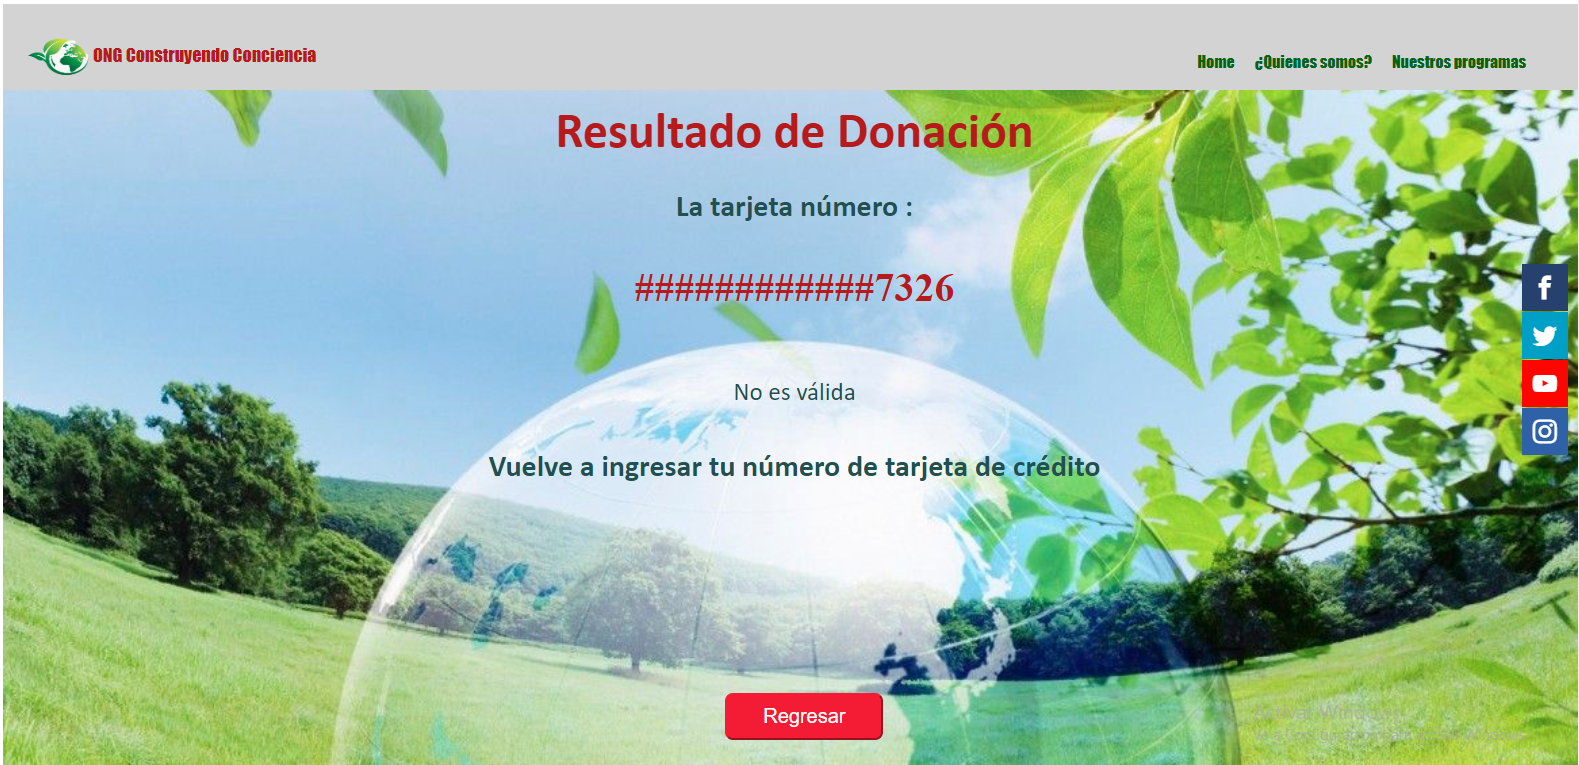 ONG Construyendo Conciencia
Home ¿Quienes somos? Nuestros programas
Resultado de Donación
La tarjeta número :
############7326
No es válida
Vuelve a ingresar tu número de tarjeta de crédito
Regresar
Activar Windows